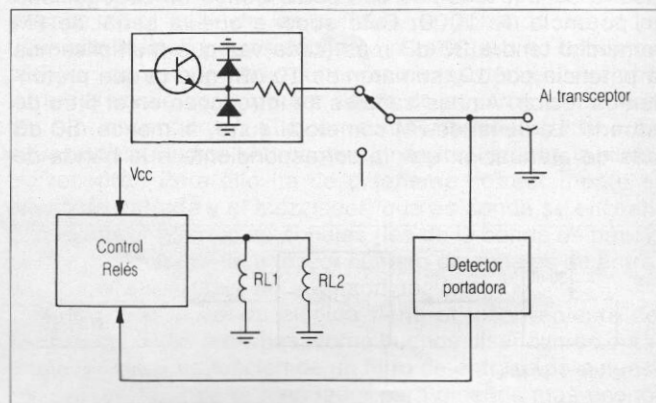 Al transceptor
Vcc
Control
Relés
RL1
RL2
Detector
portadora